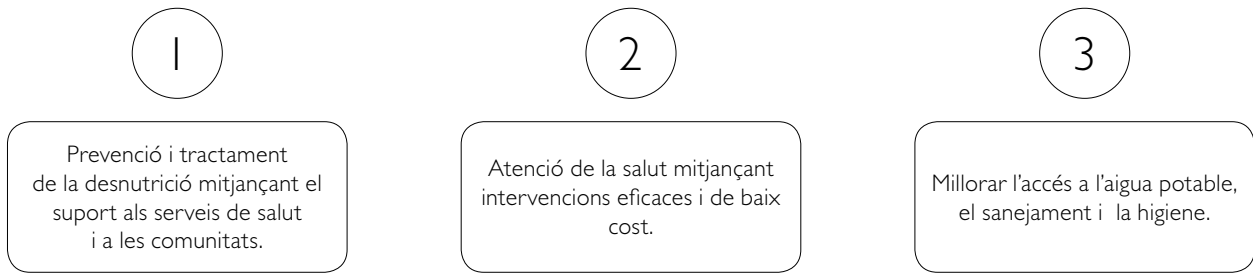 1
Prevenció i tractament
de la desnutrició mitjançant el
suport als serveis de salut
i a les comunitats.
2
Atenció de la salut mitjançant
intervencions eficaces i de baix
cost.
3
Millorar l’accés a l’aigua potable,
el sanejament i  la higiene.